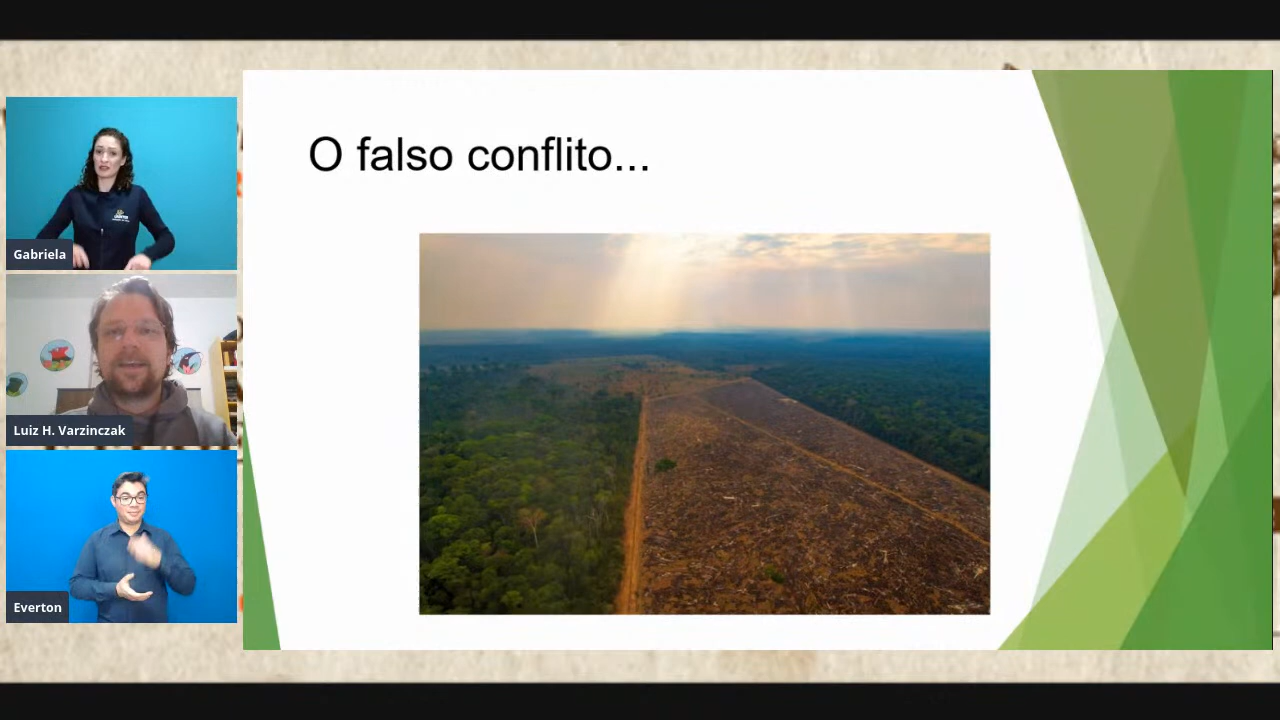 O falso conflito...
Gabriela
Luiz H. Varzinczak
Everton